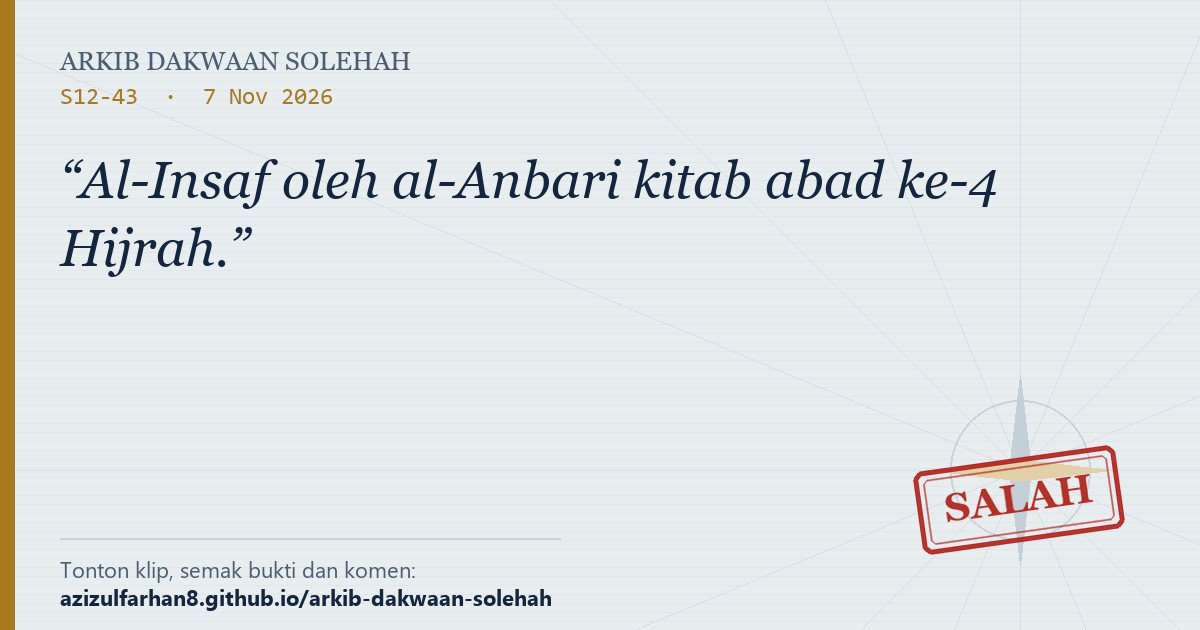 ARKIB DAKWAAN SOLEHAH
S12-43 · 7 Nov 2026
“Al-Insaf oleh al-Anbari kitab abad ke-4
Hijrah.”
SALAH
Tonton klip, semak bukti dan komen:
azizulfarhan8.github.io/arkib-dakwaan-solehah